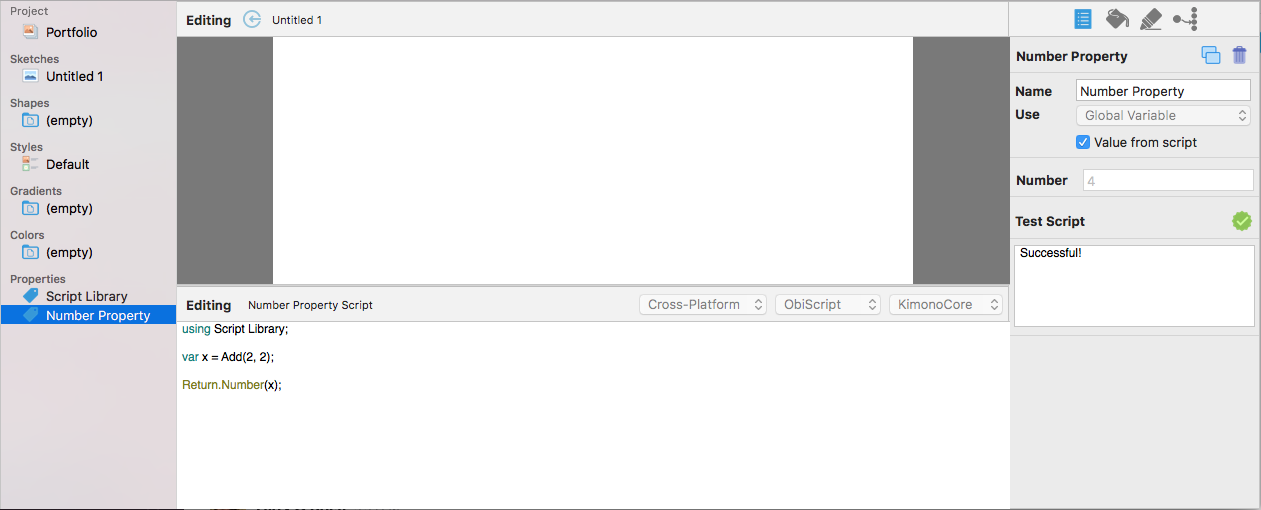 Project
Portfolio
Sketches
Untitled 1
Shapes
(empty)
Styles
Default
Gradients
(empty)
Colors
(empty)
Properties
Script Library
Number Property
Editing Untitled 1
Editing Number Property Script Cross-Platform ObiScript KimonoCore
using Script Library;
var x = Add(2, 2);
Return.Number(x);
Number Property
Name Number Property
Use Global Variable
Value from script
Number 4
Test Script
Successful!